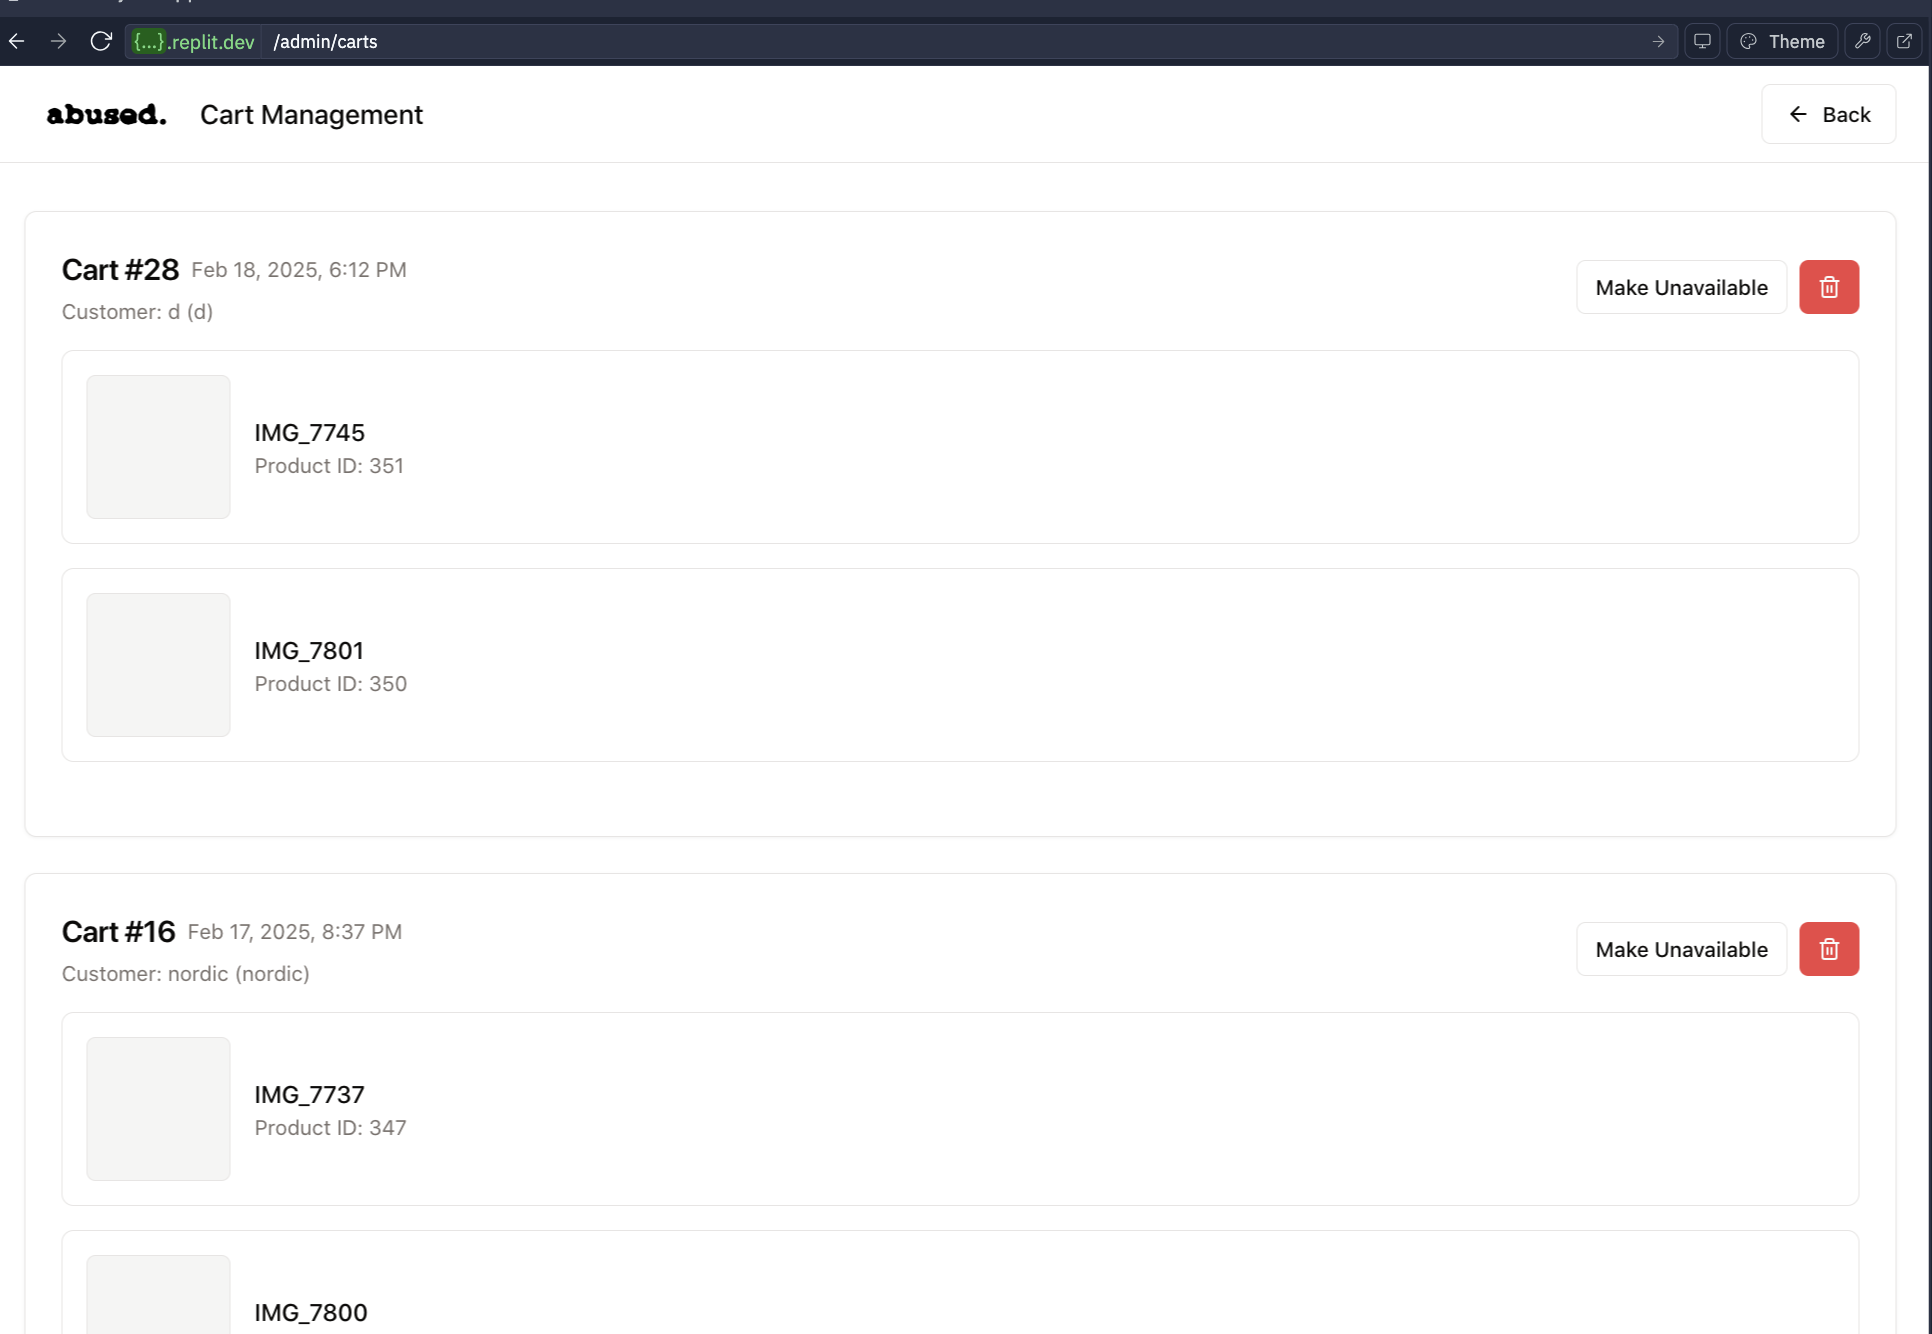 {...}.replit.dev /admin/carts
Theme
abused.
Cart Management
Back
Cart #28 Feb 18, 2025, 6:12 PM
Customer: d (d)
Make Unavailable
IMG_7745
Product ID: 351
IMG_7801
Product ID: 350
Cart #16 Feb 17, 2025, 8:37 PM
Customer: nordic (nordic)
Make Unavailable
IMG_7737
Product ID: 347
IMG_7800